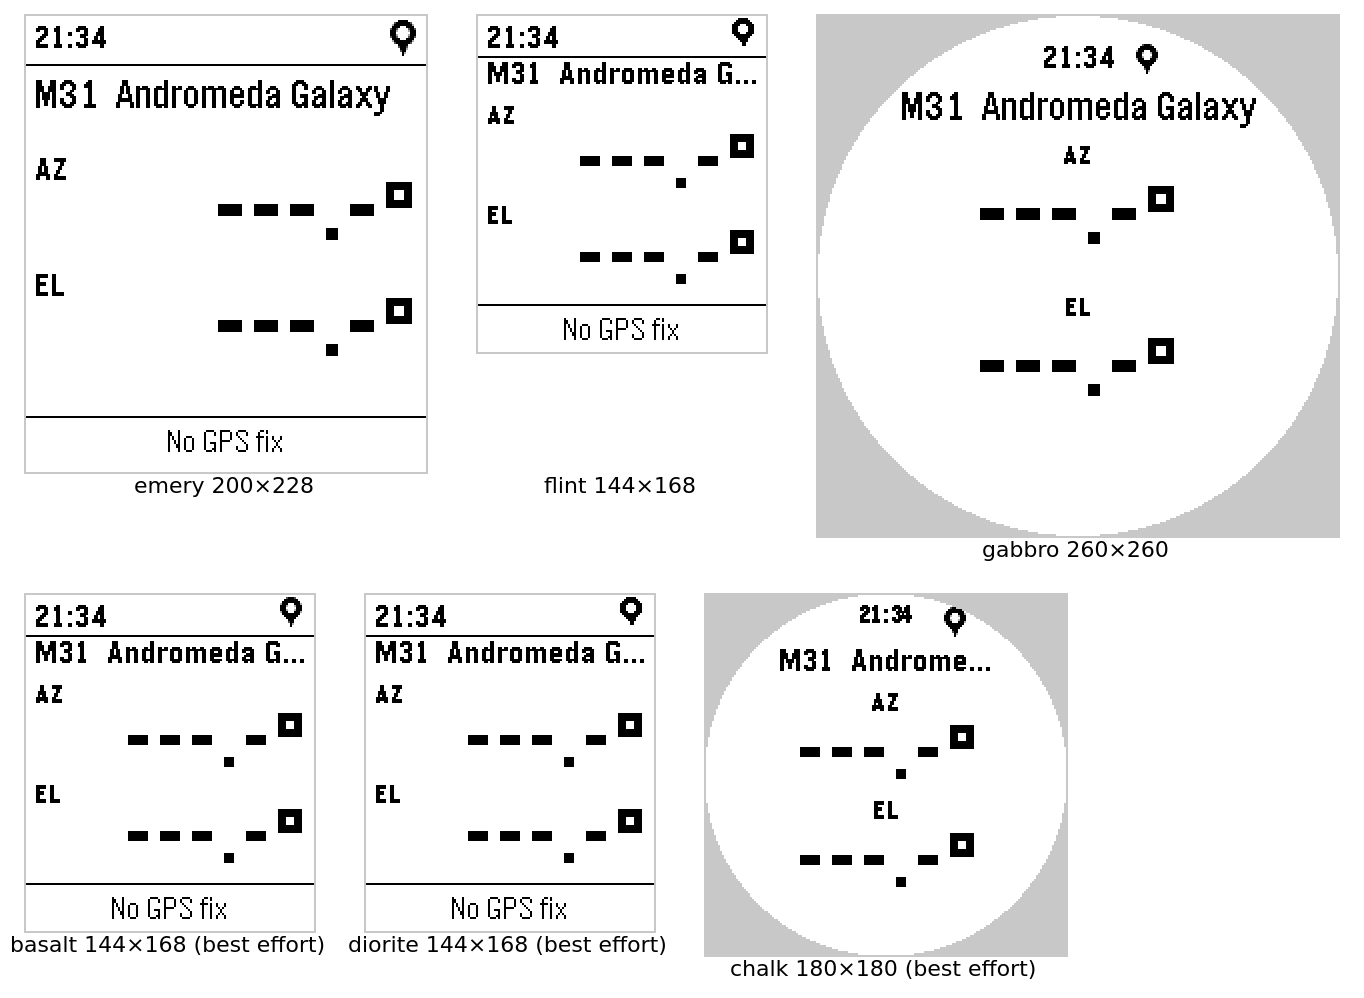 21:34
M31 Andromeda Galaxy
AZ
---.-°
EL
---.-°
No GPS fix
emery 200×228
21:34
M31 Andromeda G...
AZ
---.-°
EL
---.-°
No GPS fix
flint 144×168
21:34
M31 Andromeda Galaxy
AZ
---.-°
EL
---.-°
gabbro 260×260
21:34
M31 Andromeda G...
AZ
---.-°
EL
---.-°
No GPS fix
basalt 144×168 (best effort)
21:34
M31 Andromeda G...
AZ
---.-°
EL
---.-°
No GPS fix
diorite 144×168 (best effort)
21:34
M31 Androme...
AZ
---.-°
EL
---.-°
chalk 180×180 (best effort)